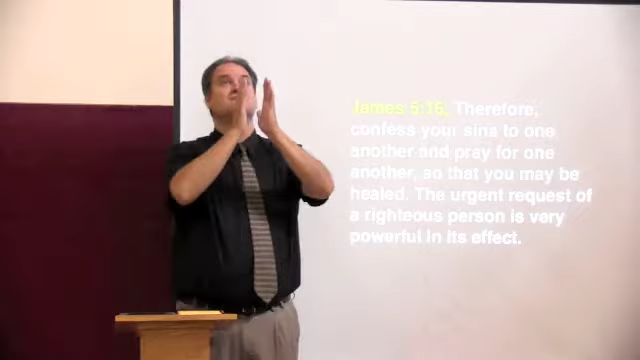 James 5:16, Therefore,
confess your sins to one
another and pray for one
another, so that you may be
healed. The urgent request of
a righteous person is very
powerful in its effect.